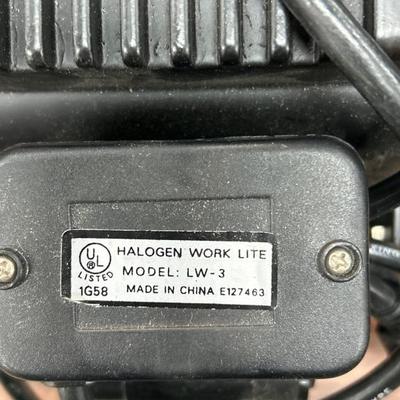 UL
LISTED
1G58
HALOGEN WORK LITE
MODEL: LW-3
MADE IN CHINA E127463